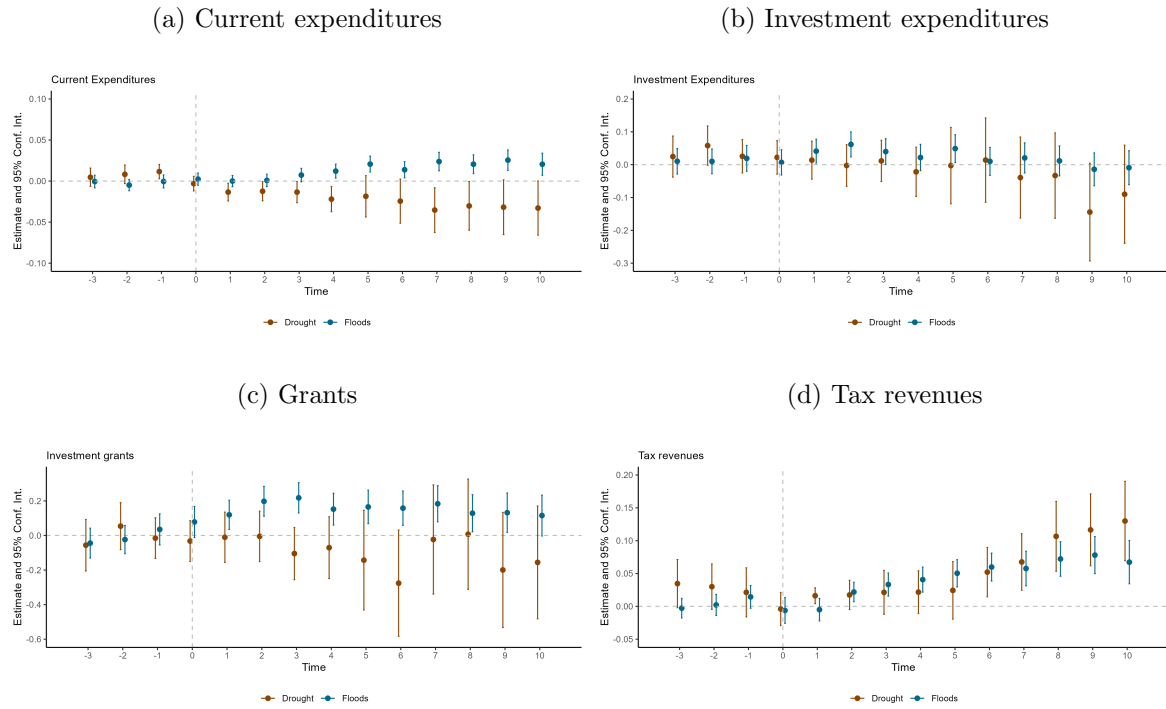 (a) Current expenditures
Current Expenditures
Estimate and 95% Conf. Int.
0.10
0.05
0.00
-0.05
-0.10
-3 -2 -1 0 1 2 3 4 5 6 7 8 9 10
Time
Drought Floods
(b) Investment expenditures
Investment Expenditures
Estimate and 95% Conf. Int.
0.2
0.1
0.0
-0.1
-0.2
-0.3
-3 -2 -1 0 1 2 3 4 5 6 7 8 9 10
Time
Drought Floods
(c) Grants
Investment grants
Estimate and 95% Conf. Int.
0.2
0.0
-0.2
-0.4
-0.6
-3 -2 -1 0 1 2 3 4 5 6 7 8 9 10
Time
Drought Floods
(d) Tax revenues
Tax revenues
Estimate and 95% Conf. Int.
0.20
0.15
0.10
0.05
0.00
-0.05
-3 -2 -1 0 1 2 3 4 5 6 7 8 9 10
Time
Drought Floods